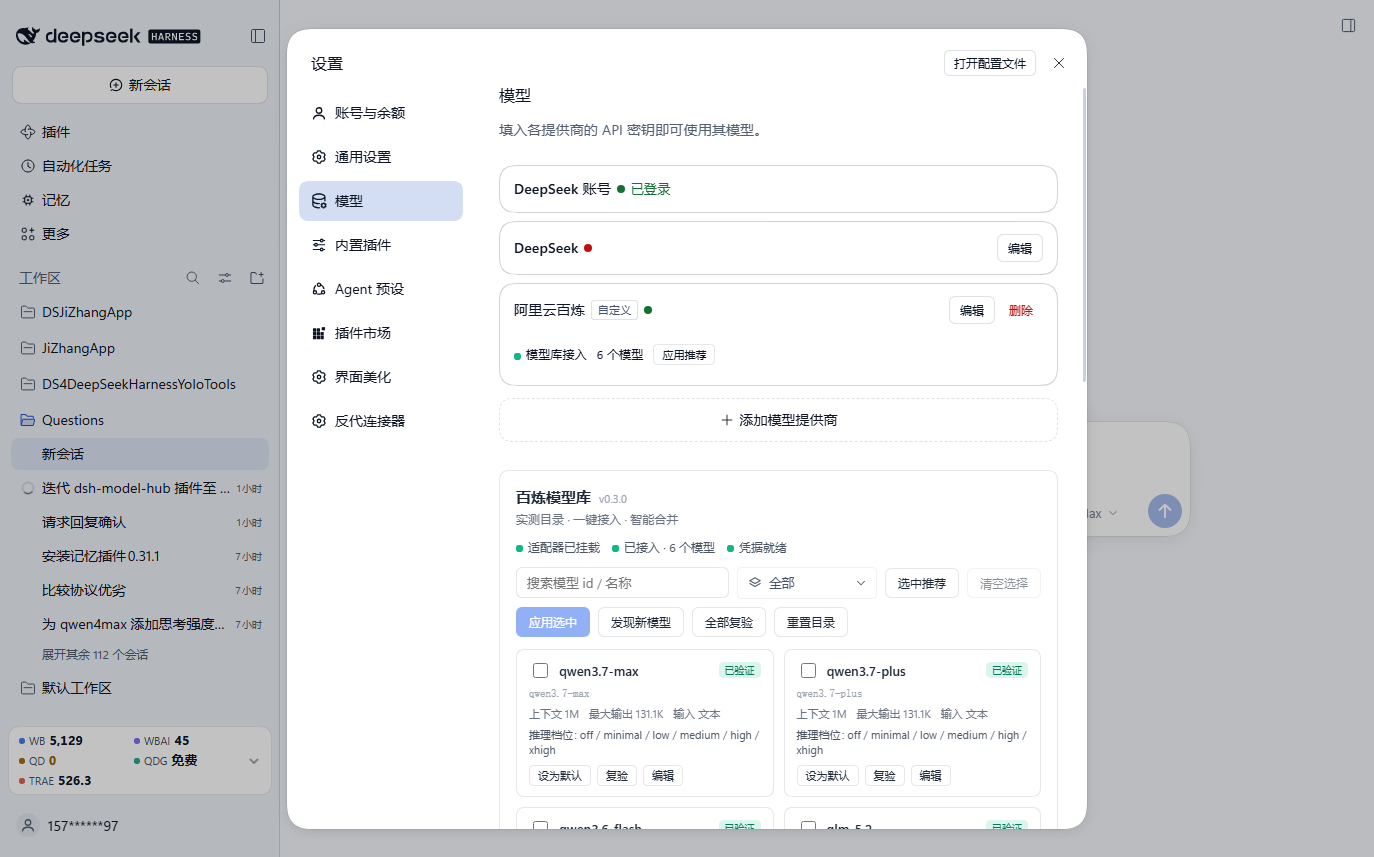 deepseek HARNESS
新会话
插件
自动化任务
记忆
更多
工作区
DSJiZhangApp
JiZhangApp
DS4DeepSeekHarnessYoloTools
Questions
新会话
迭代 dsh-model-hub 插件至 ... 1小时
请求回复确认 1小时
安装记忆插件0.31.1 7小时
比较协议优劣 7小时
为 qwen4max 添加思考强度... 7小时
展开其余 112 个会话
默认工作区
WB 5,129 WBAI 45
QD 0 QDG 免费
TRAE 526.3
157******97
设置
打开配置文件
账号与余额
通用设置
模型
内置插件
Agent 预设
插件市场
界面美化
反代连接器
模型
填入各提供商的 API 密钥即可使用其模型。
DeepSeek 账号 已登录
DeepSeek 编辑
阿里云百炼 自定义 编辑 删除
模型库接入 6 个模型 应用推荐
添加模型提供商
百炼模型库 v0.3.0
实测目录 · 一键接入 · 智能合并
适配器已挂载 已接入 · 6 个模型 凭据就绪
搜索模型 id / 名称 全部 选中推荐 清空选择
应用选中 发现新模型 全部复验 重置目录
qwen3.7-max 已验证
qwen3.7-max
上下文 1M 最大输出 131.1K 输入 文本
推理档位: off / minimal / low / medium / high /
xhigh
设为默认 复验 编辑
qwen3.7-plus 已验证
qwen3.7-plus
上下文 1M 最大输出 131.1K 输入 文本
推理档位: off / minimal / low / medium / high /
xhigh
设为默认 复验 编辑
qwen3.6-flash 已验证
glm-5.2 已验证